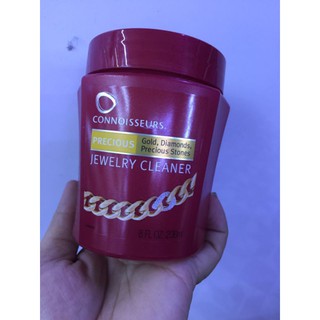 CONNOISSEURS.
PRECIOUS
Gold, Diamonds,
Precious Stones
JEWELRY CLEANER